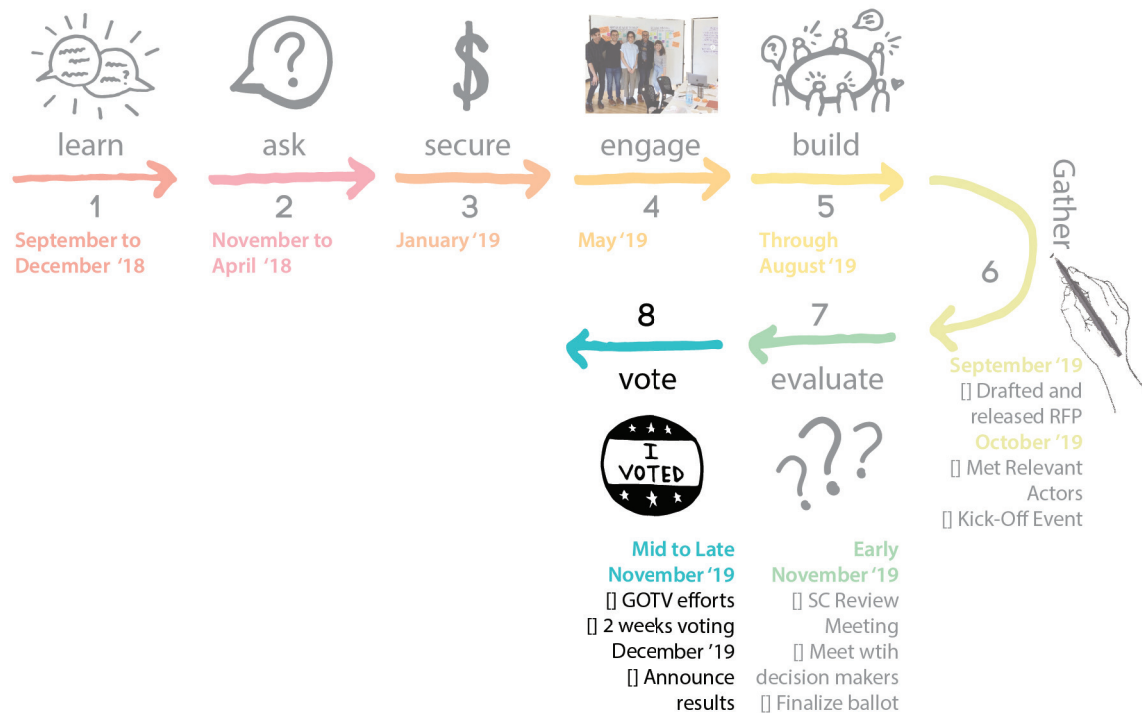 learn
1
September to
December ‘18
ask
2
November to
April ‘18
secure
3
January ‘19
engage
4
May ‘19
build
5
Through
August ‘19
Gather
6
September ‘19
[] Drafted and
released RFP
October ‘19
[] Met Relevant
Actors
[] Kick-Off Event
7
evaluate
Early
November ‘19
[] SC Review
Meeting
[] Meet wtih
decision makers
[] Finalize ballot
8
vote
I
VOTED
Mid to Late
November ‘19
[] GOTV efforts
[] 2 weeks voting
December ‘19
[] Announce
results